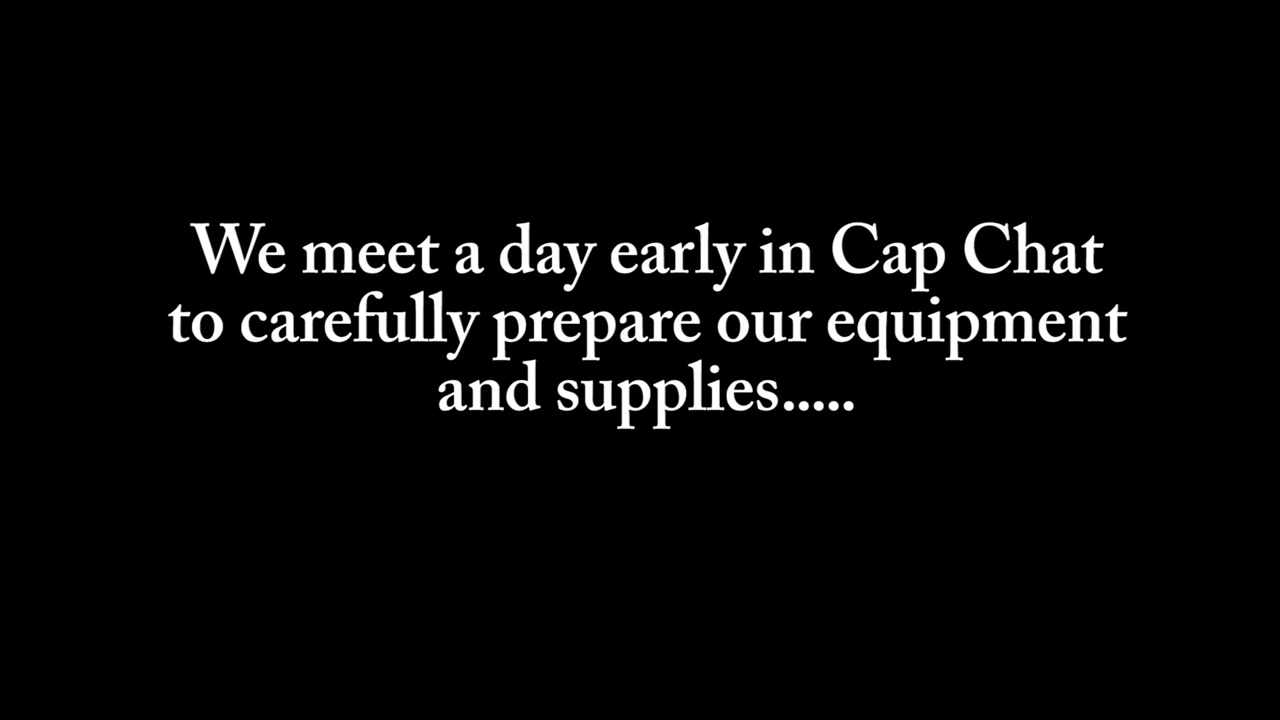 We meet a day early in Cap Chat
to carefully prepare our equipment
and supplies.....